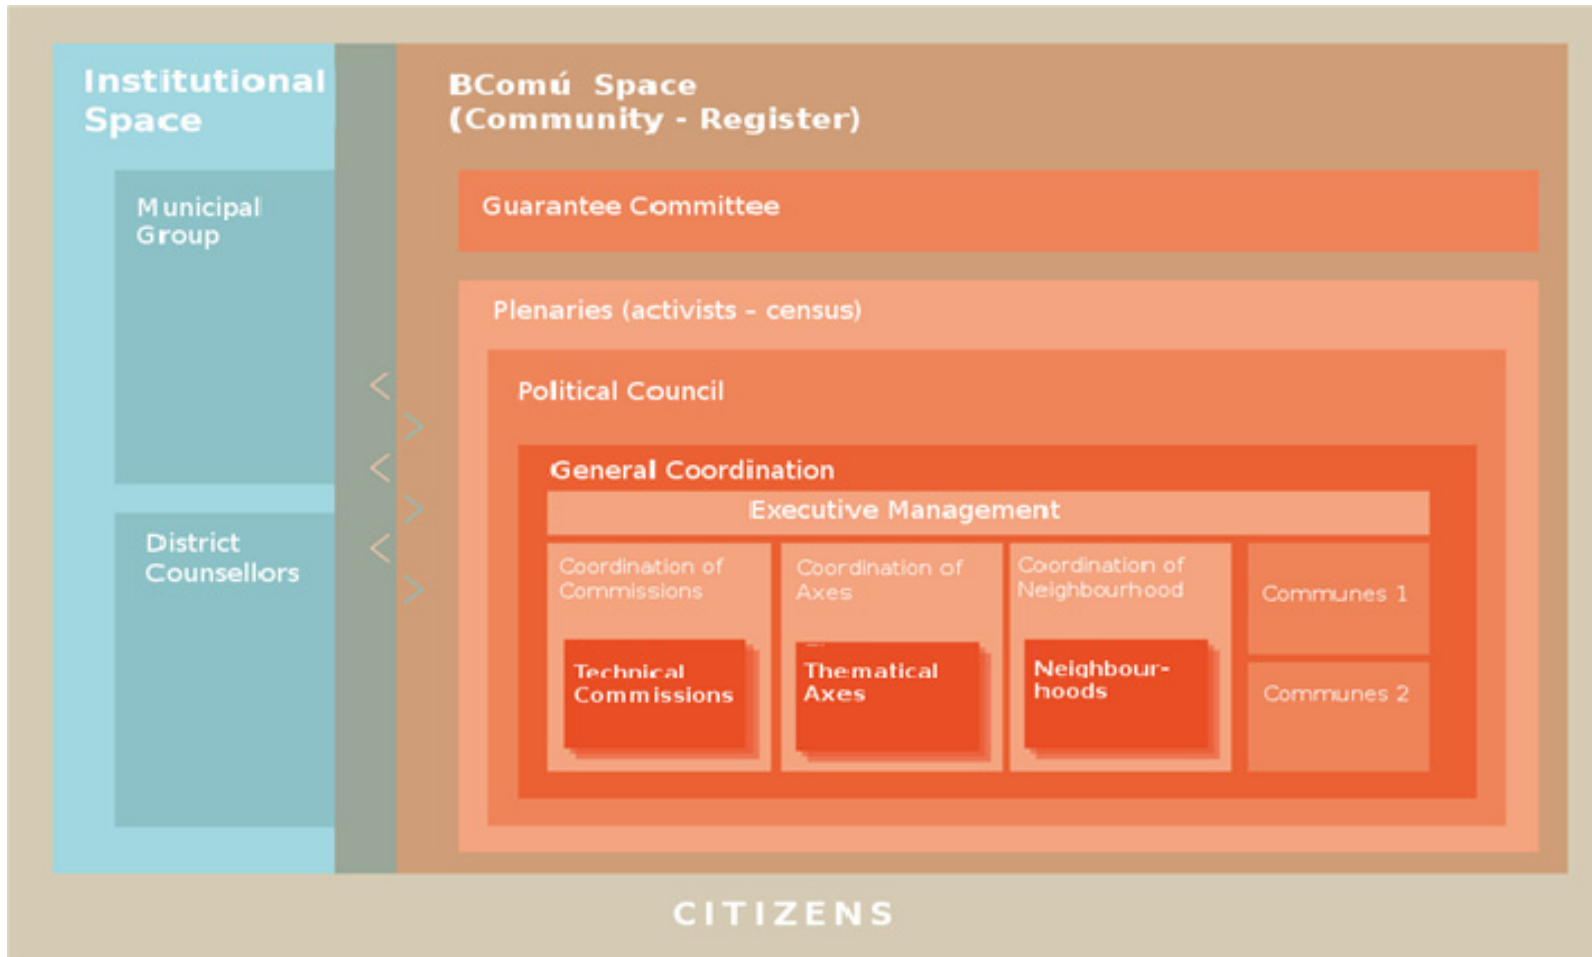 Institutional
Space
Municipal
Group
District
Counsellors
BComú Space
(Community - Register)
Guarantee Committee
Plenaries (activists – census)
Political Council
General Coordination
Executive Management
Coordination of
Commissions
Technical
Commissions
Coordination of
Axes
Thematical
Axes
Coordination of
Neighbourhood
Neighbour-
hoods
Communes 1
Communes 2
CITIZENS